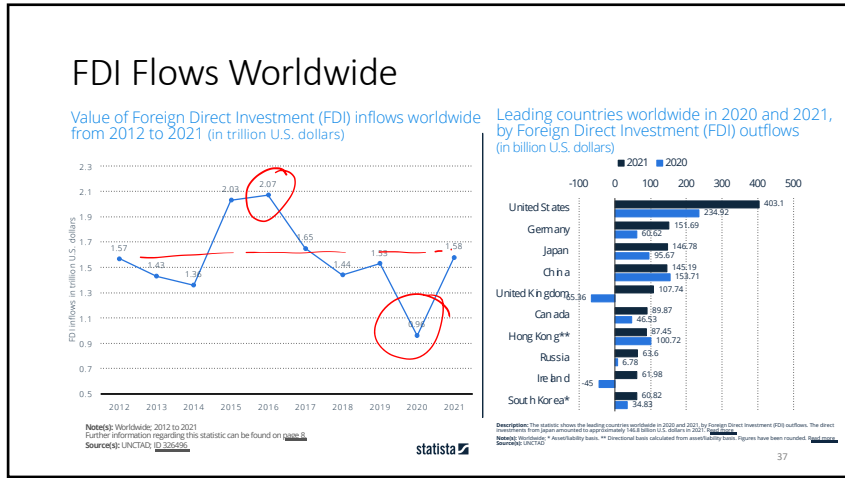 FDI Flows Worldwide
Value of Foreign Direct Investment (FDI) inflows worldwide
from 2012 to 2021 (in trillion U.S. dollars)
FDI inflows in trillion U.S. dollars
2.3
2.1
1.9
1.7
1.5
1.3
1.1
0.9
0.7
0.5
1.57
1.43
1.36
2.03
2.07
1.65
1.44
1.53
0.96
1.58
2012
2013
2014
2015
2016
2017
2018
2019
2020
2021
Note(s): Worldwide; 2012 to 2021
Further information regarding this statistic can be found on page 8.
Source(s): UNCTAD; ID 326496
statista
Leading countries worldwide in 2020 and 2021,
by Foreign Direct Investment (FDI) outflows
(in billion U.S. dollars)
2021 2020
-100 0 100 200 300 400 500
United States 403.1
234.92
Germany 151.69
60.62
Japan 146.78
95.67
China 145.19
153.71
United Kingdom 107.74
-65.36
Canada 89.87
46.53
Hong Kong** 87.45
100.72
Russia 63.6
6.78
Ireland 61.98
-45
South Korea* 60.82
34.83
Description: The statistic shows the leading countries worldwide in 2020 and 2021, by Foreign Direct Investment (FDI) outflows. The direct
investments from Japan amounted to approximately 146.8 billion U.S. dollars in 2021. Read more
Note(s): Worldwide; * Asset/liability basis. ** Directional basis calculated from asset/liability basis. Figures have been rounded. Read more
Source(s): UNCTAD
37